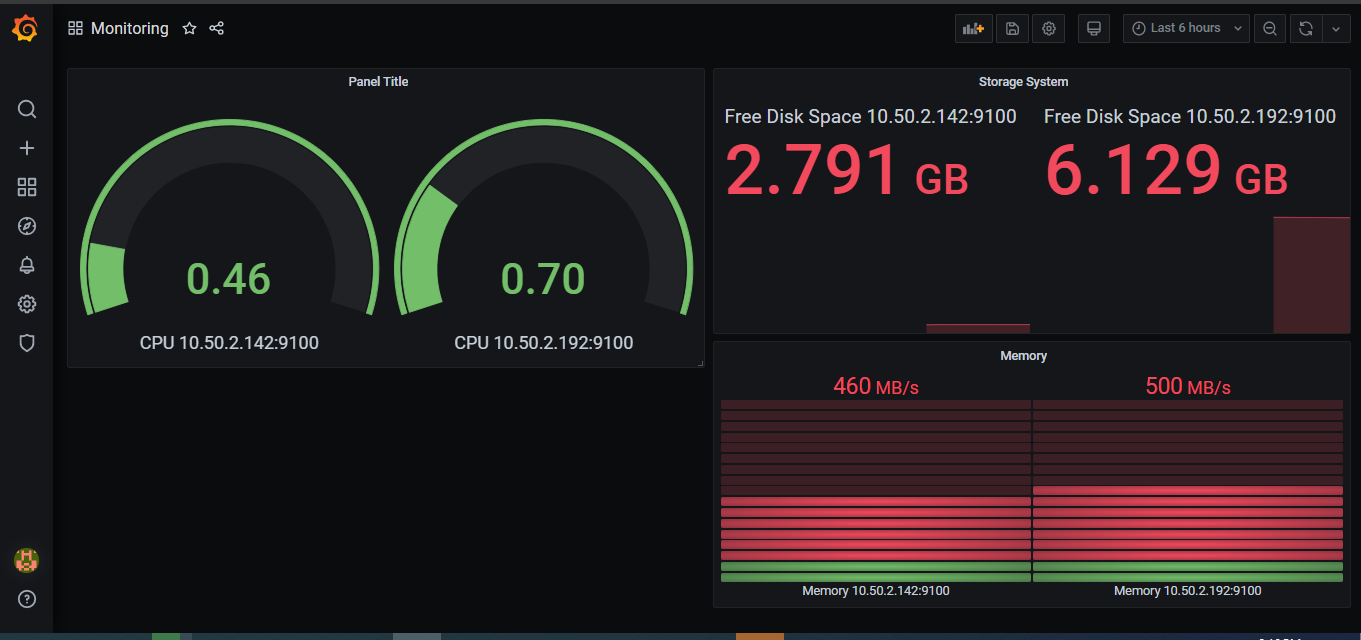 Monitoring
Last 6 hours
Panel Title
0.46
CPU 10.50.2.142:9100
0.70
CPU 10.50.2.192:9100
Storage System
Free Disk Space 10.50.2.142:9100
2.791 GB
Free Disk Space 10.50.2.192:9100
6.129 GB
Memory
460 MB/s
500 MB/s
Memory 10.50.2.142:9100
Memory 10.50.2.192:9100